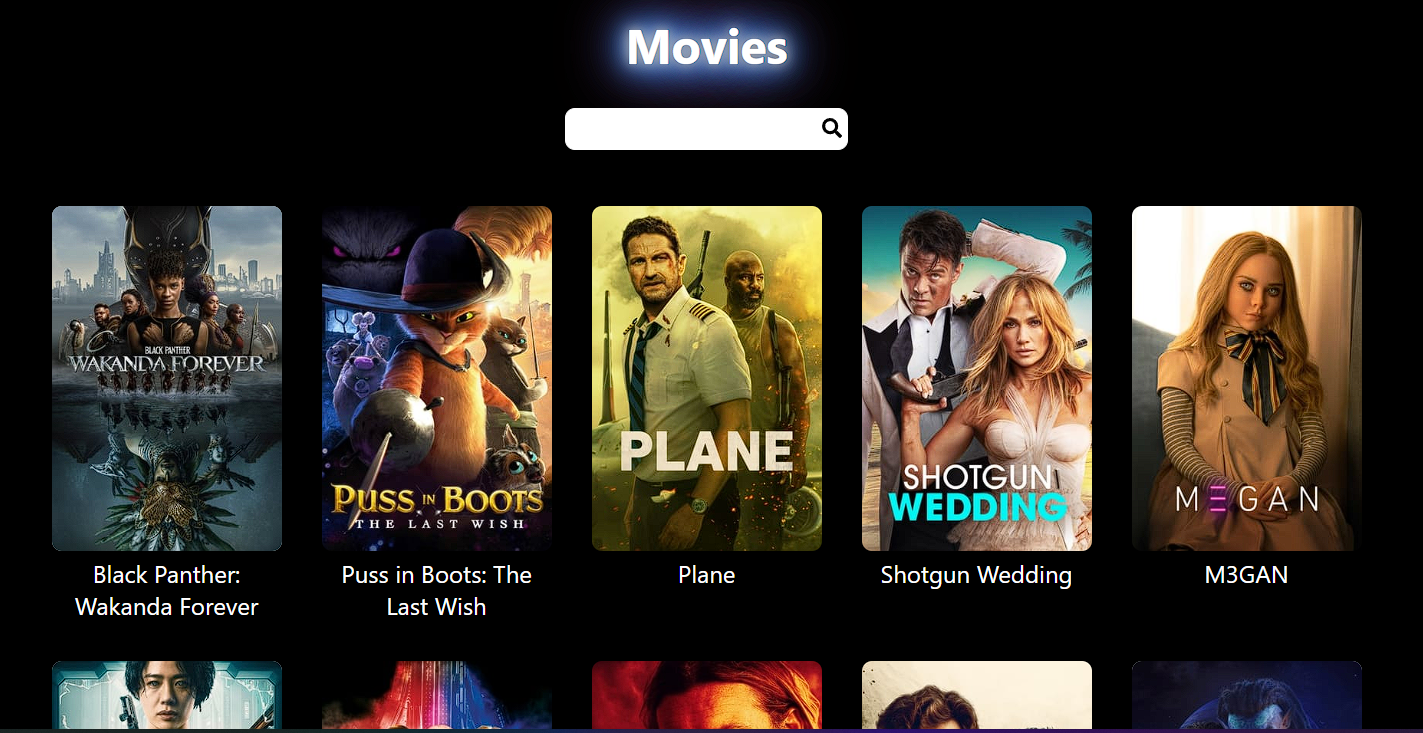 Movies
BLACK PANTHER
WAKANDA FOREVER
PUSS IN BOOTS
THE LAST WISH
PLANE
SHOTGUN
WEDDING
M3GAN
Black Panther:
Wakanda Forever
Puss in Boots: The
Last Wish
Plane
Shotgun Wedding
M3GAN